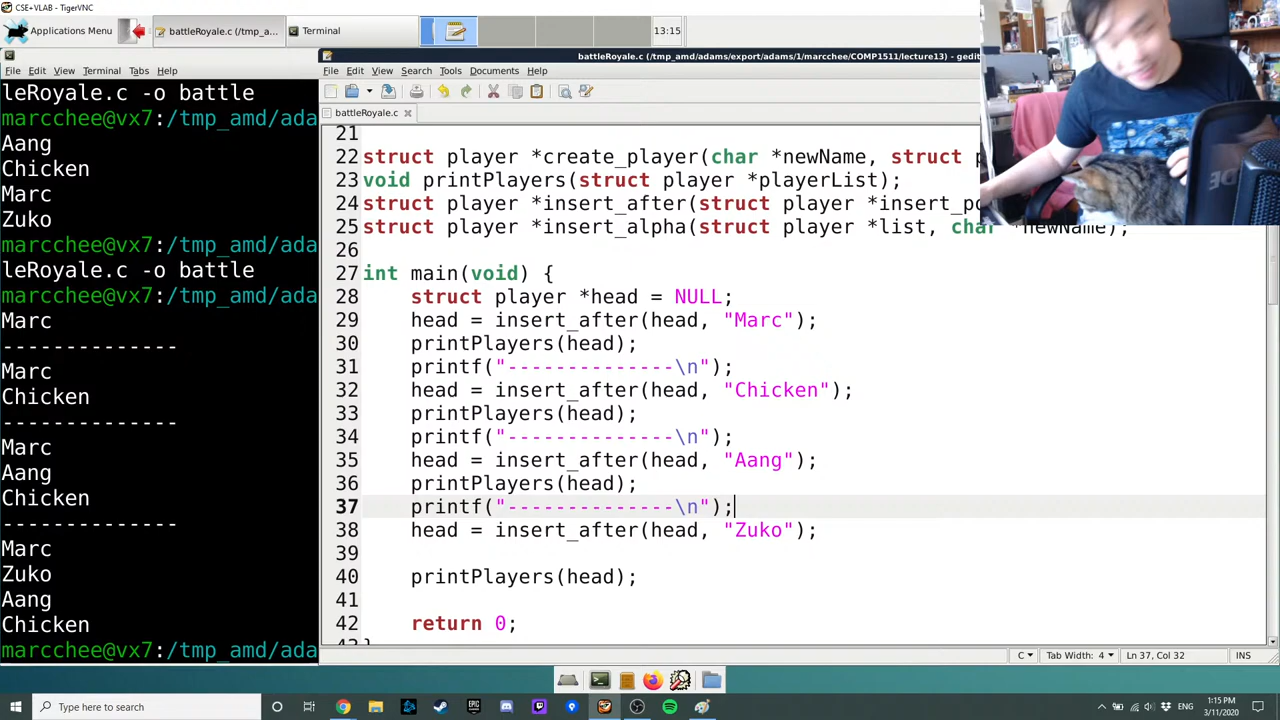 CSE+VLAB - TigerVNC
Applications Menu
battleRoyale.c (/tmp_a...
Terminal
13:15
battleRoyale.c (/tmp_amd/adams/export/adams/1/marcchee/COMP1511/lecture13) - gedit
File Edit View Terminal Tabs Help
File Edit View Search Tools Documents Help
battleRoyale.c
leRoyale.c -o battle
marcchee@vx7:/tmp_amd/ada
Aang
Chicken
Marc
Zuko
marcchee@vx7:/tmp_amd/ada
leRoyale.c -o battle
marcchee@vx7:/tmp_amd/ada
Marc
--------------
Marc
Chicken
--------------
Marc
Aang
Chicken
--------------
Marc
Zuko
Aang
Chicken
marcchee@vx7:/tmp_amd/ada
21
22 struct player *create_player(char *newName, struct p
23 void printPlayers(struct player *playerList);
24 struct player *insert_after(struct player *insert_po
25 struct player *insert_alpha(struct player *list, char *newName);
26
27 int main(void) {
28 struct player *head = NULL;
29 head = insert_after(head, "Marc");
30 printPlayers(head);
31 printf("--------------\n");
32 head = insert_after(head, "Chicken");
33 printPlayers(head);
34 printf("--------------\n");
35 head = insert_after(head, "Aang");
36 printPlayers(head);
37 printf("--------------\n");
38 head = insert_after(head, "Zuko");
39
40 printPlayers(head);
41
42 return 0;
43 }
C Tab Width: 4 Ln 37, Col 32 INS
Type here to search
ENG
1:15 PM
3/11/2020